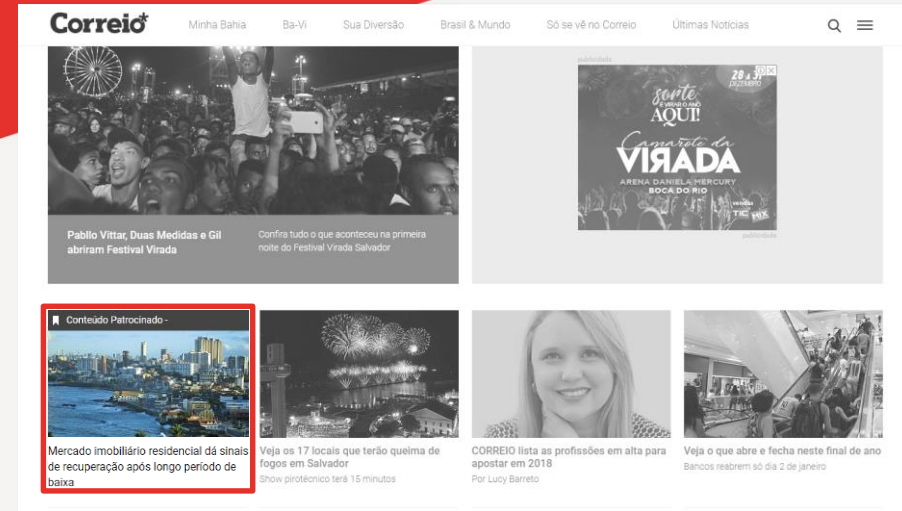 Correio*
Minha Bahia
Ba-Vi
Sua Diversão
Brasil & Mundo
Só se vê no Correio
Últimas Notícias
Pabllo Vittar, Duas Medidas e Gil
abriram Festival Virada
Confira tudo o que aconteceu na primeira
noite do Festival Virada Salvador
publicidade
28 a 31
DEZEMBRO
sorte
É VIRAR O ANO
AQUI!
Camarote da
VIRADA
ARENA DANIELA MERCURY
BOCA DO RIO
VENDAS
TIC MIX
publicidade
Conteúdo Patrocinado -
Mercado imobiliário residencial dá sinais
de recuperação após longo período de
baixa
Veja os 17 locais que terão queima de
fogos em Salvador
Show pirotécnico terá 15 minutos
CORREIO lista as profissões em alta para
apostar em 2018
Por Lucy Barreto
Veja o que abre e fecha neste final de ano
Bancos reabrem só dia 2 de janeiro